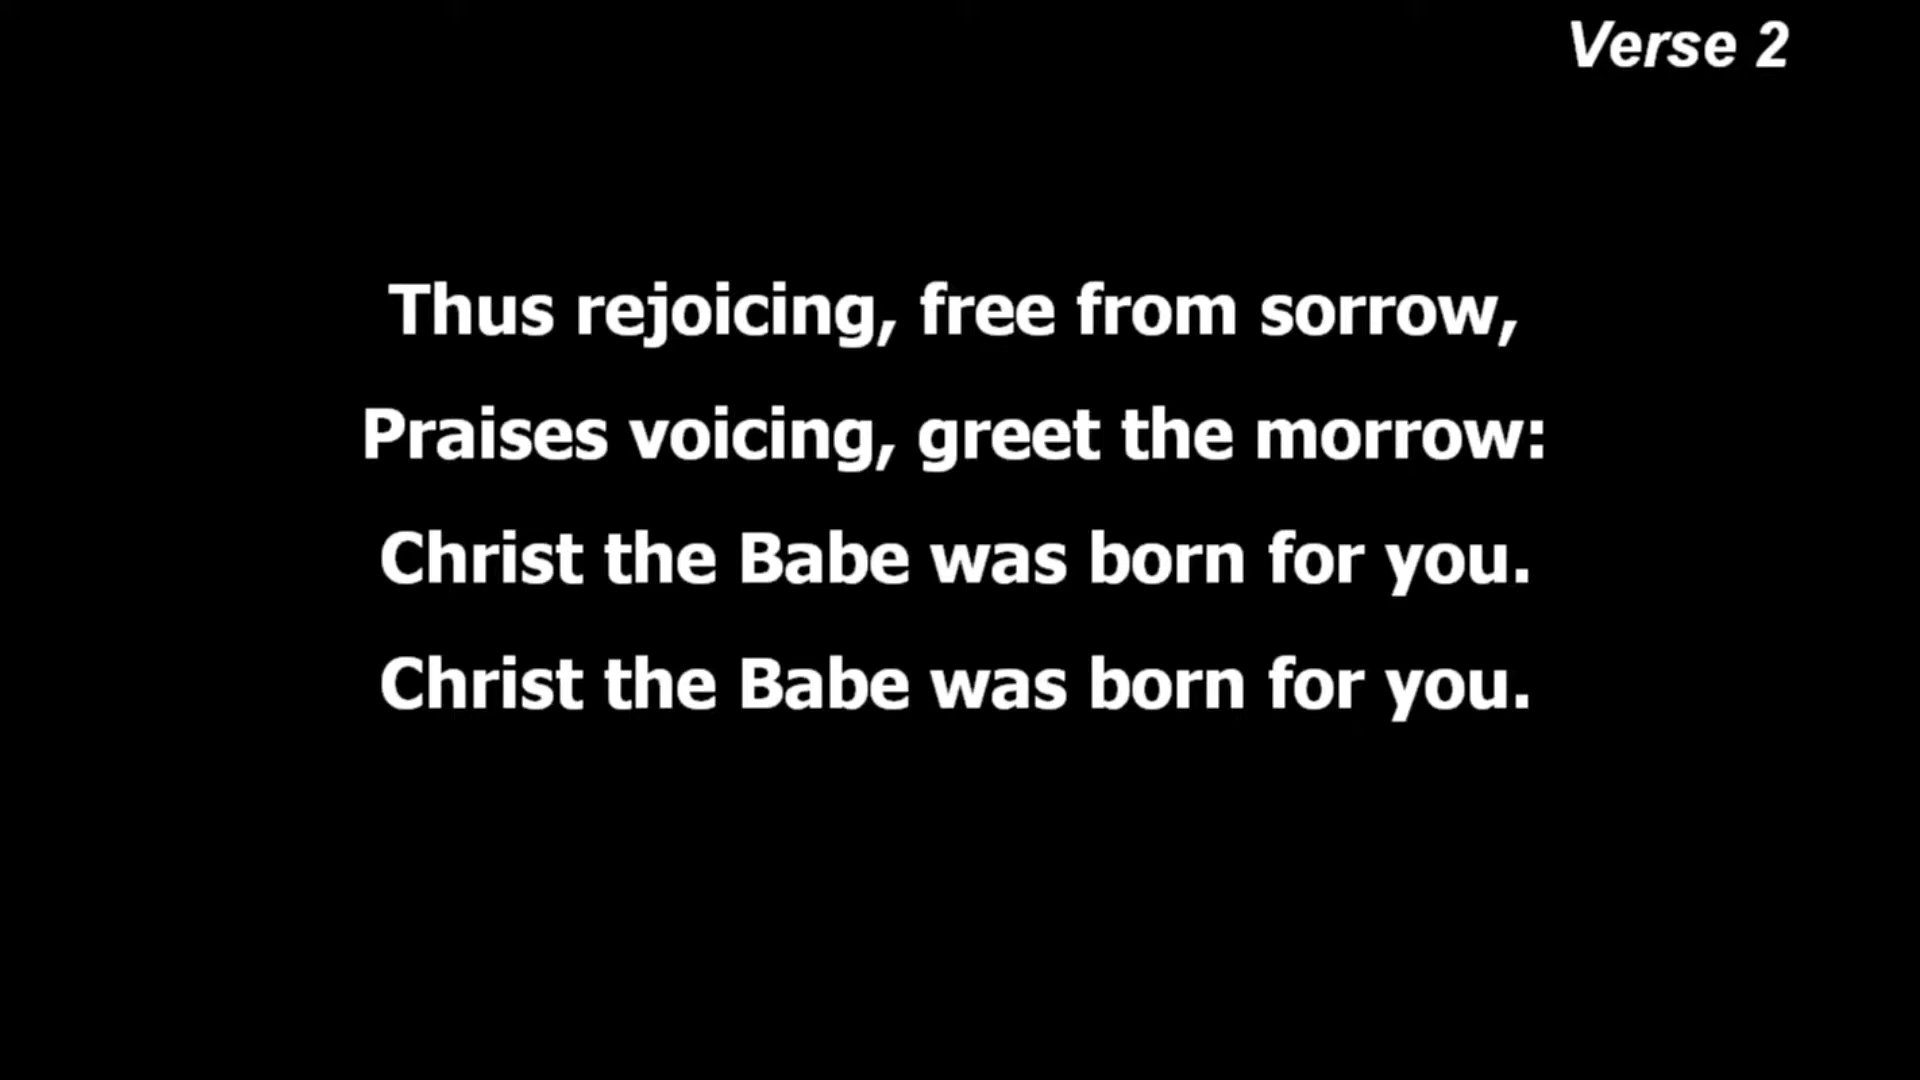 Verse 2
Thus rejoicing, free from sorrow,
Praises voicing, greet the morrow:
Christ the Babe was born for you.
Christ the Babe was born for you.